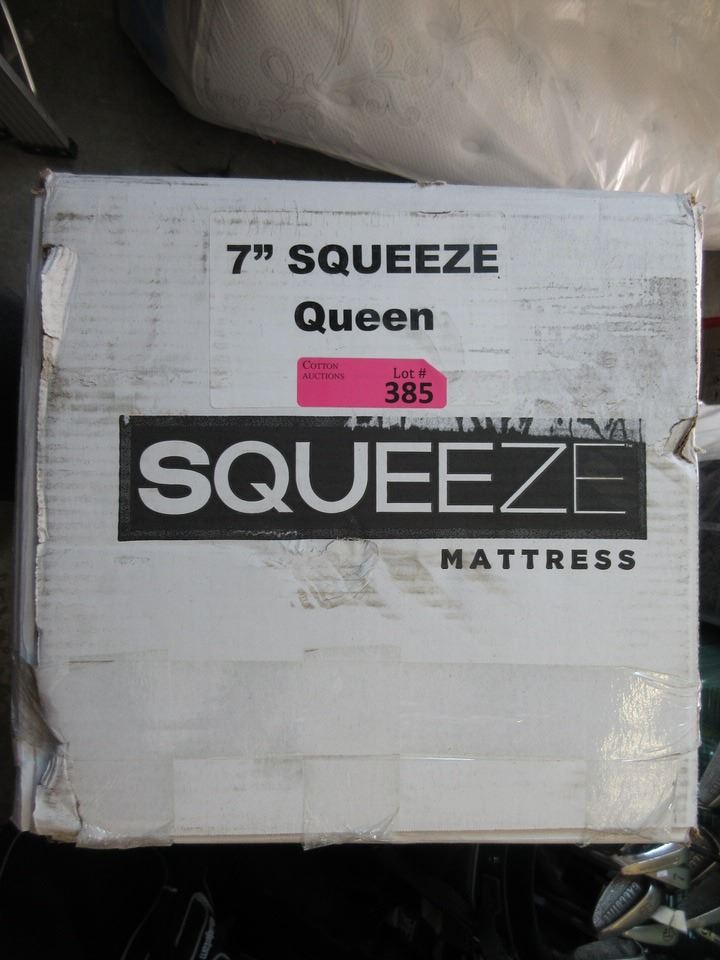 7” SQUEEZE
Queen
COTTON
AUCTIONS
Lot #
385
SQUEEZE
MATTRESS